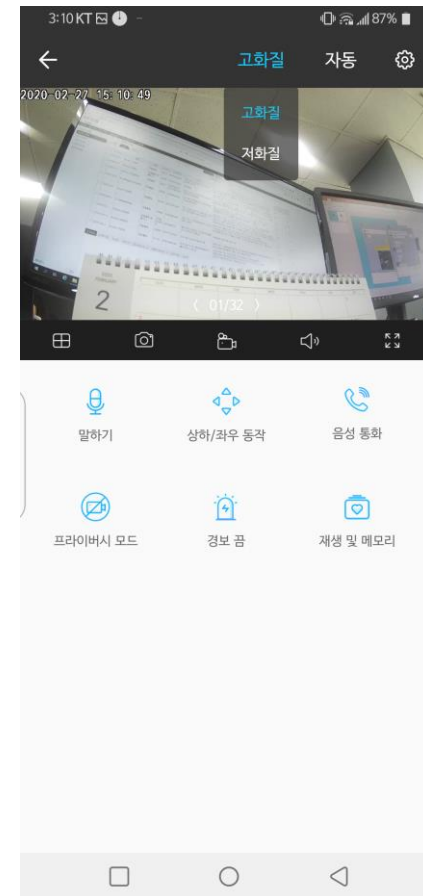 3:10 KT
87%
고화질 자동
2020-02-27 15:10:49
고화질
저화질
2
〈 01/32 〉
말하기 상하/좌우 동작 음성 통화
프라이버시 모드 경보 끔 재생 및 메모리